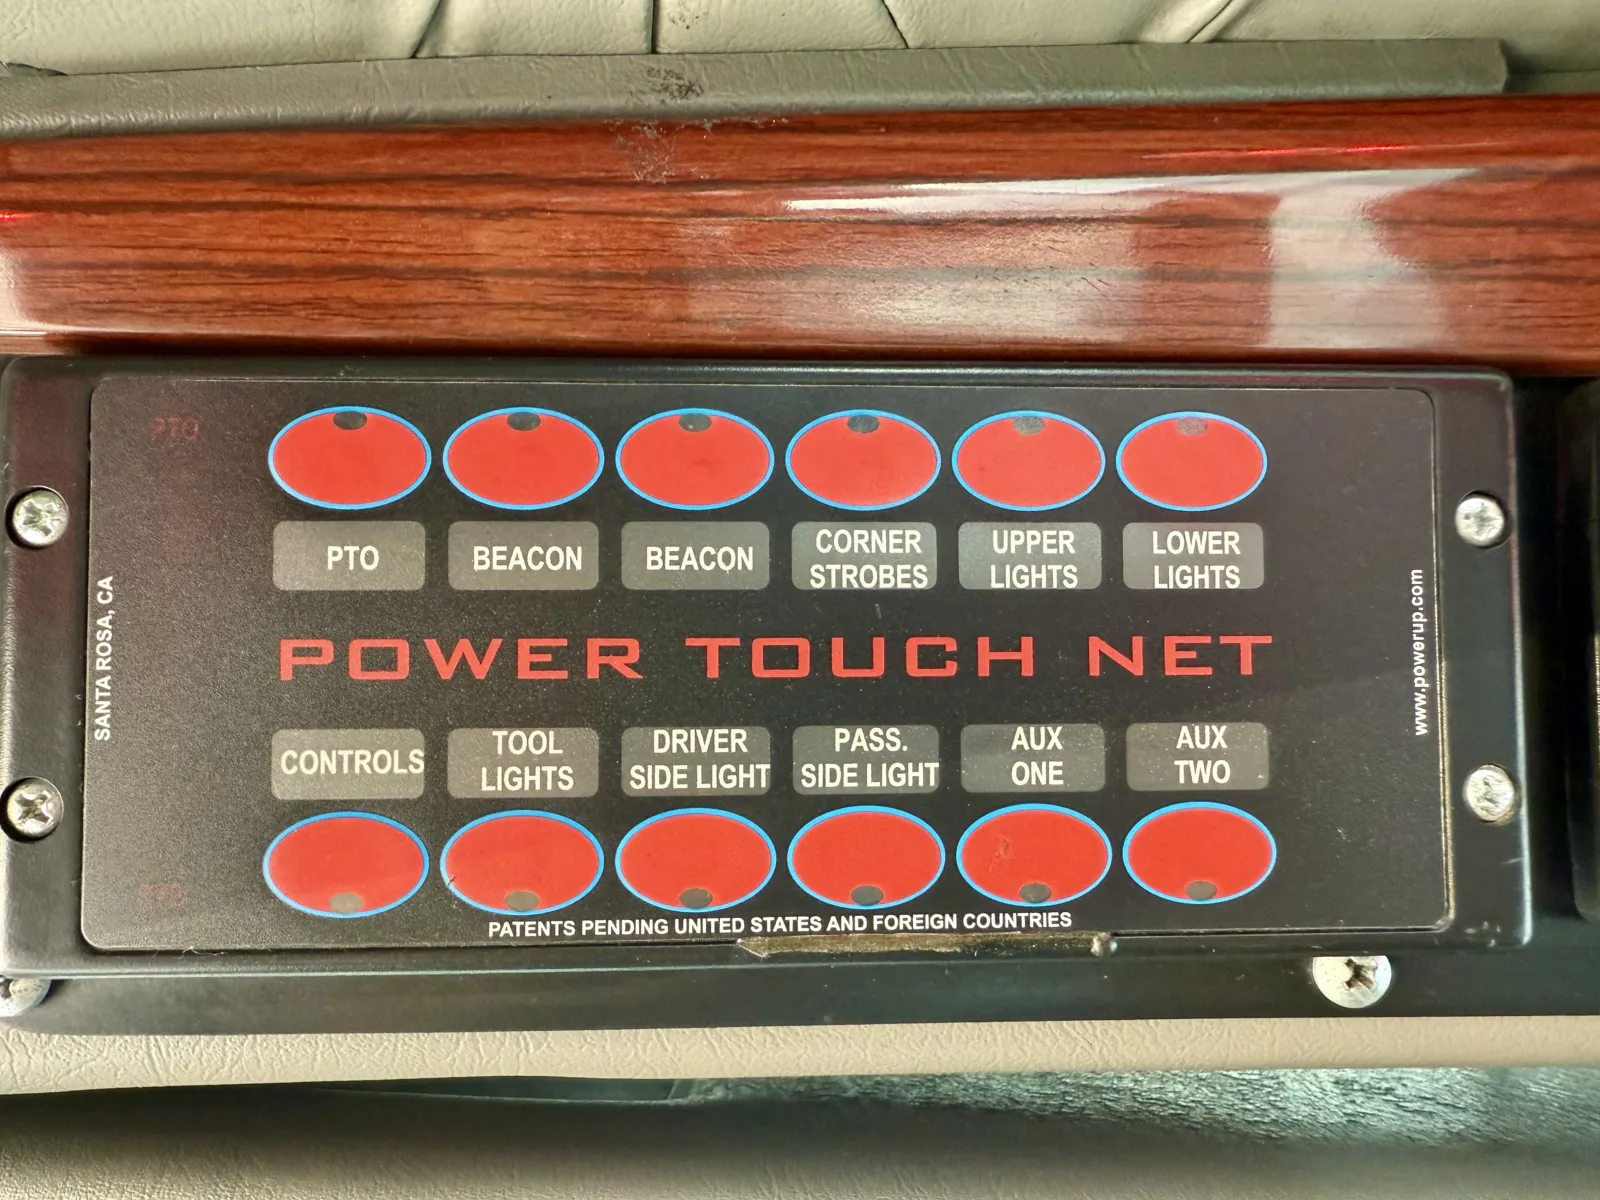 PTO
PTO
BEACON
BEACON
CORNER
STROBES
UPPER
LIGHTS
LOWER
LIGHTS
SANTA ROSA, CA
POWER TOUCH NET
www.powerup.com
CONTROLS
TOOL
LIGHTS
DRIVER
SIDE LIGHT
PASS.
SIDE LIGHT
AUX
ONE
AUX
TWO
PATENTS PENDING UNITED STATES AND FOREIGN COUNTRIES